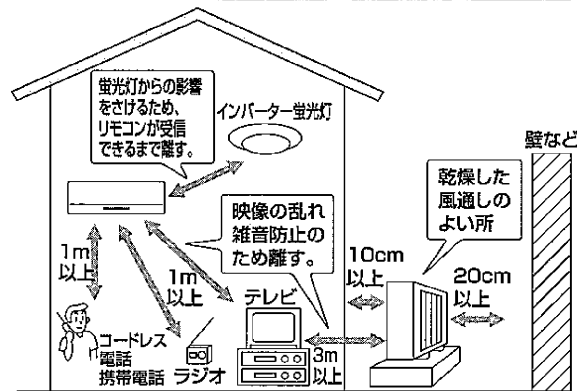 蛍光灯からの影響
をさけるため、
リモコンが受信
できるまで離す。
インバーター蛍光灯
壁など
乾燥した
風通しの
よい所
映像の乱れ
雑音防止の
ため離す。
1m
以上
1m
以上
10cm
以上
20cm
以上
テレビ
コードレス
電話
携帯電話
ラジオ
3m
以上